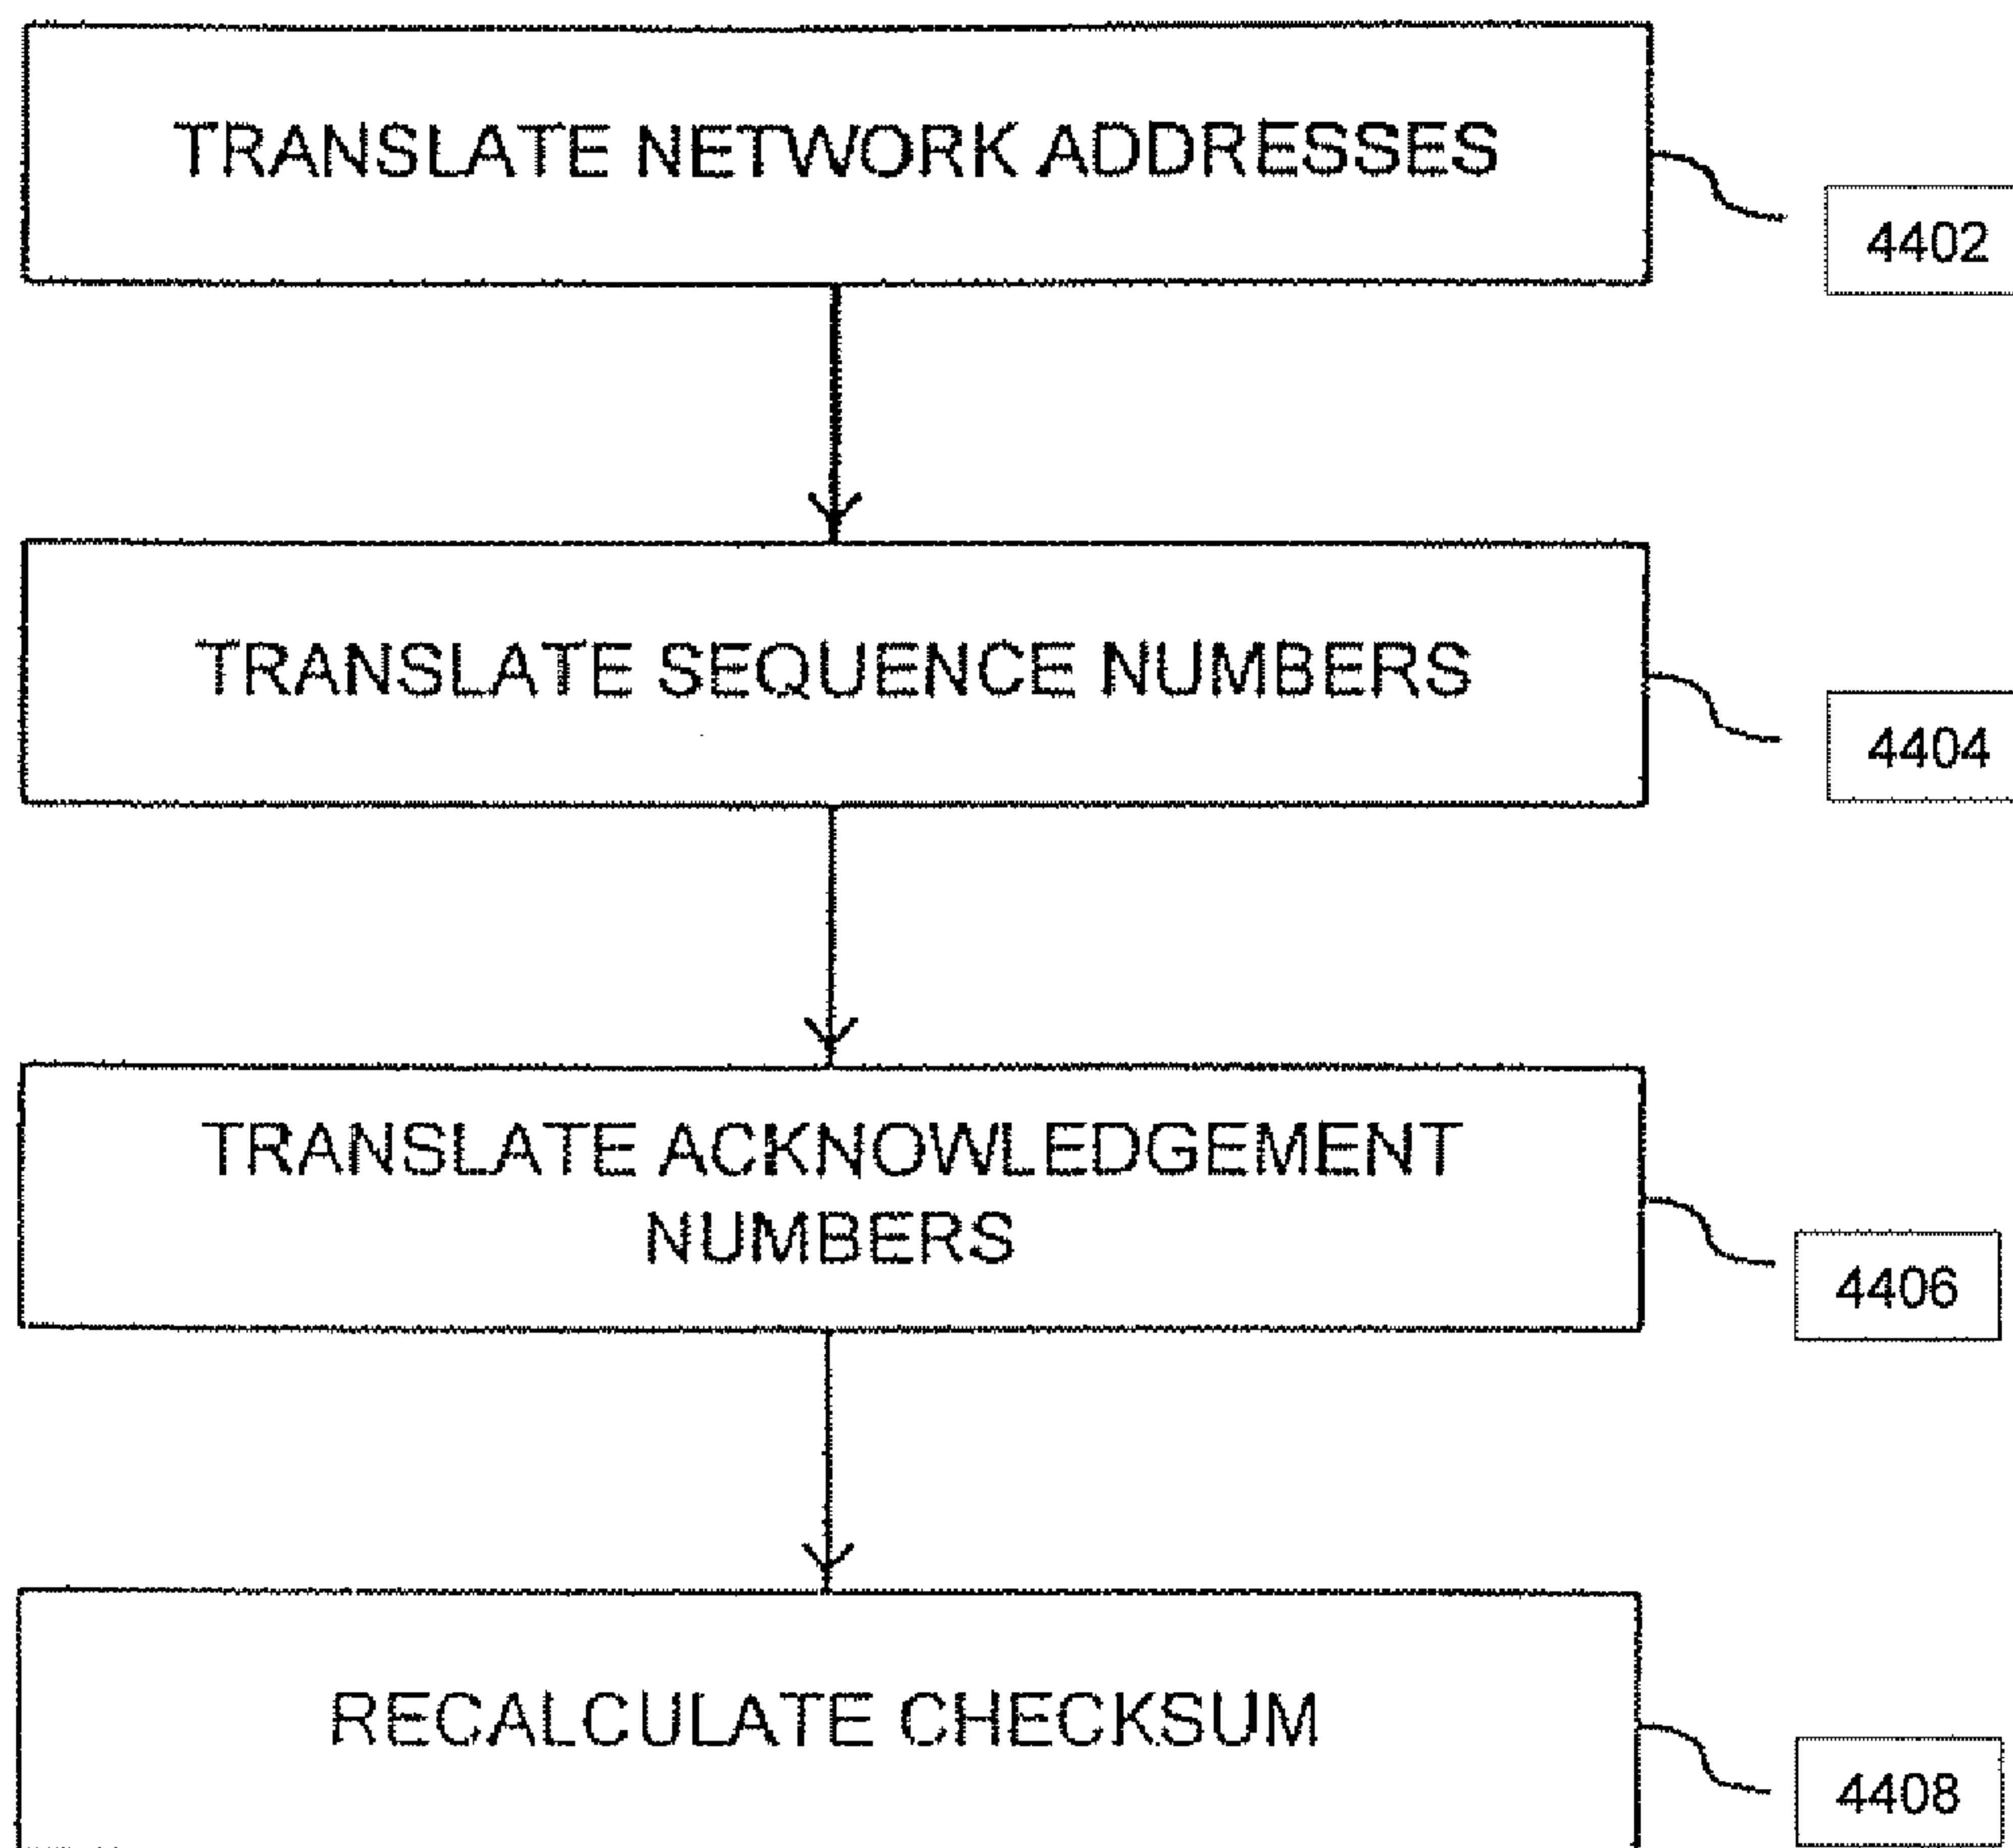 TRANSLATE NETWORK ADDRESSES
4402
TRANSLATE SEQUENCE NUMBERS
4404
TRANSLATE ACKNOWLEDGEMENT
NUMBERS
4406
RECALCULATE CHECKSUM
4408